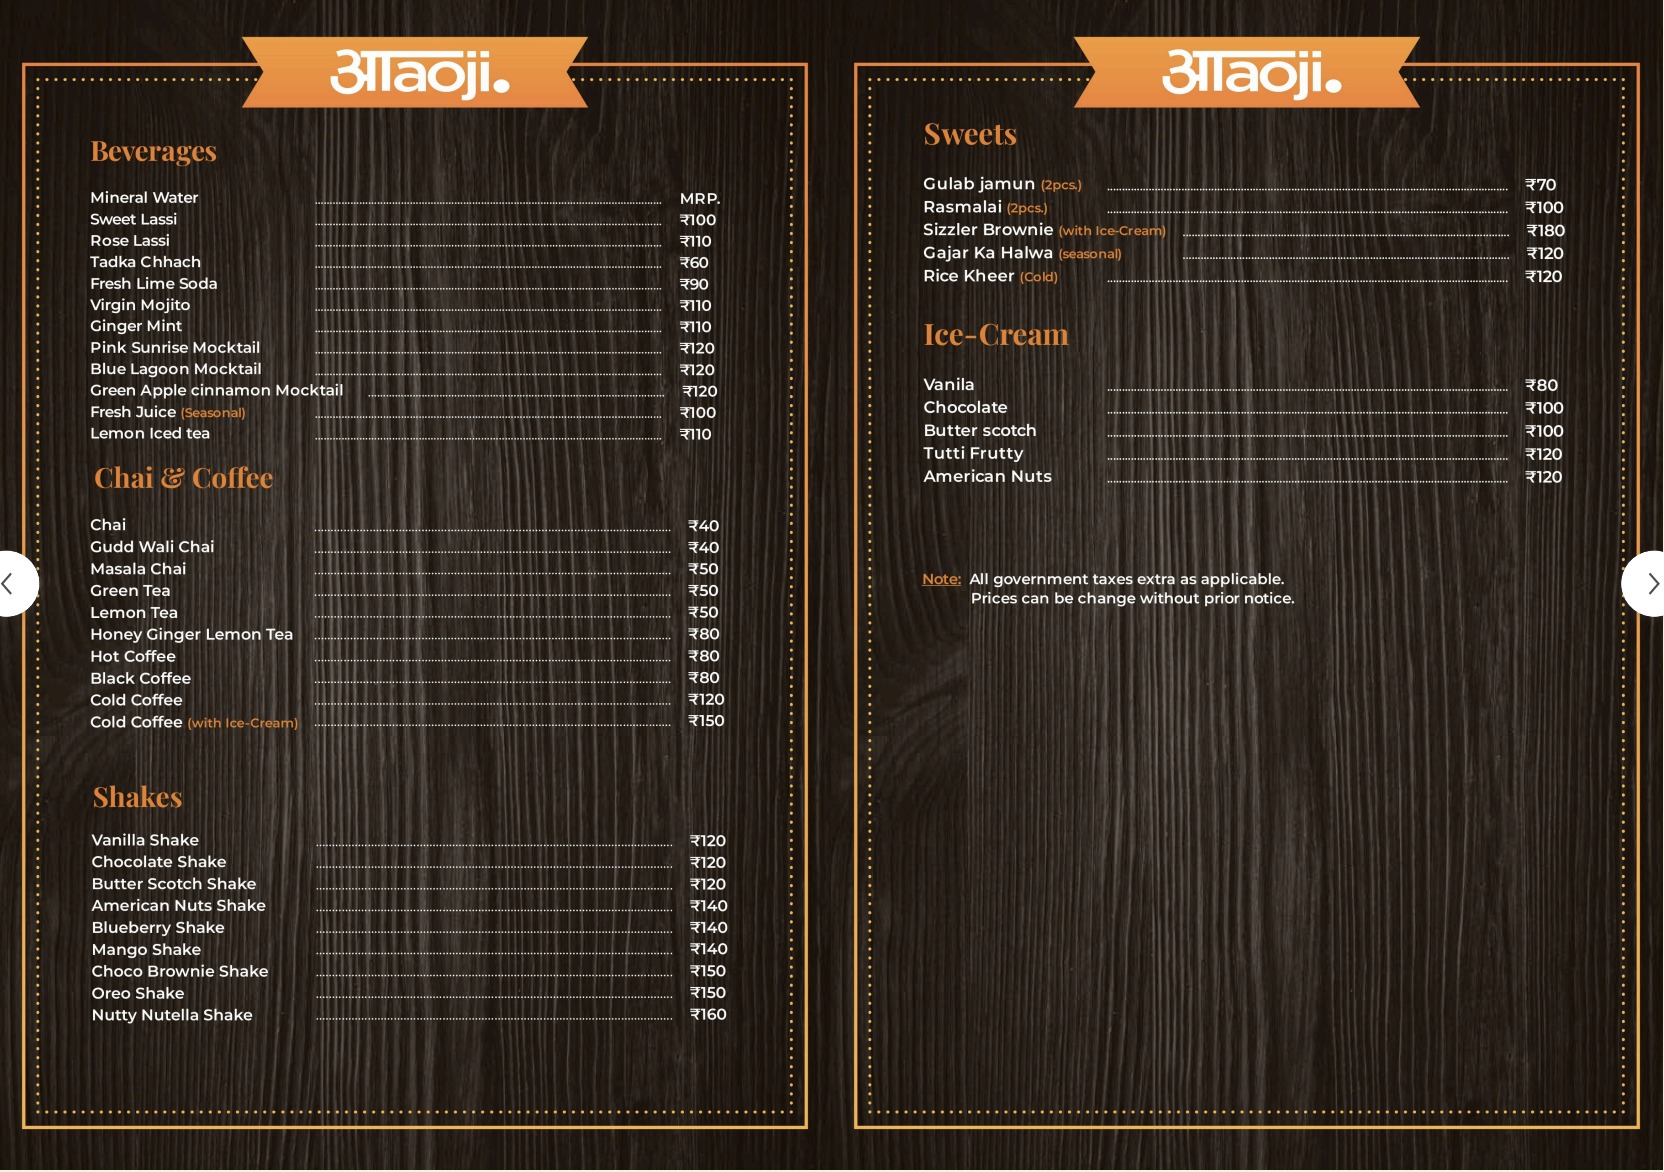 आaoji.
Beverages
Mineral Water MRP.
Sweet Lassi ₹100
Rose Lassi ₹110
Tadka Chhach ₹60
Fresh Lime Soda ₹90
Virgin Mojito ₹110
Ginger Mint ₹110
Pink Sunrise Mocktail ₹120
Blue Lagoon Mocktail ₹120
Green Apple cinnamon Mocktail ₹120
Fresh Juice (Seasonal) ₹100
Lemon Iced tea ₹110
Chai & Coffee
Chai ₹40
Gudd Wali Chai ₹40
Masala Chai ₹50
Green Tea ₹50
Lemon Tea ₹50
Honey Ginger Lemon Tea ₹80
Hot Coffee ₹80
Black Coffee ₹80
Cold Coffee ₹120
Cold Coffee (with Ice-Cream) ₹150
Shakes
Vanilla Shake ₹120
Chocolate Shake ₹120
Butter Scotch Shake ₹120
American Nuts Shake ₹140
Blueberry Shake ₹140
Mango Shake ₹140
Choco Brownie Shake ₹150
Oreo Shake ₹150
Nutty Nutella Shake ₹160
आaoji.
Sweets
Gulab jamun (2pcs.) ₹70
Rasmalai (2pcs.) ₹100
Sizzler Brownie (with Ice-Cream) ₹180
Gajar Ka Halwa (seasonal) ₹120
Rice Kheer (Cold) ₹120
Ice-Cream
Vanila ₹80
Chocolate ₹100
Butter scotch ₹100
Tutti Frutty ₹120
American Nuts ₹120
Note: All government taxes extra as applicable.
Prices can be change without prior notice.